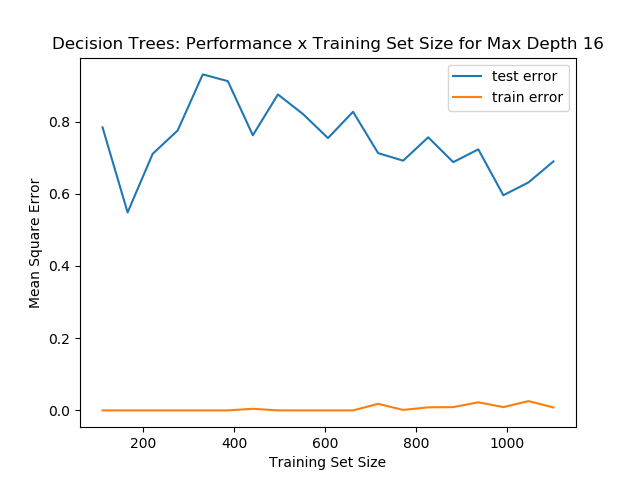 Decision Trees: Performance x Training Set Size for Max Depth 16
test error
train error
Mean Square Error
0.8
0.6
0.4
0.2
0.0
200 400 600 800 1000
Training Set Size